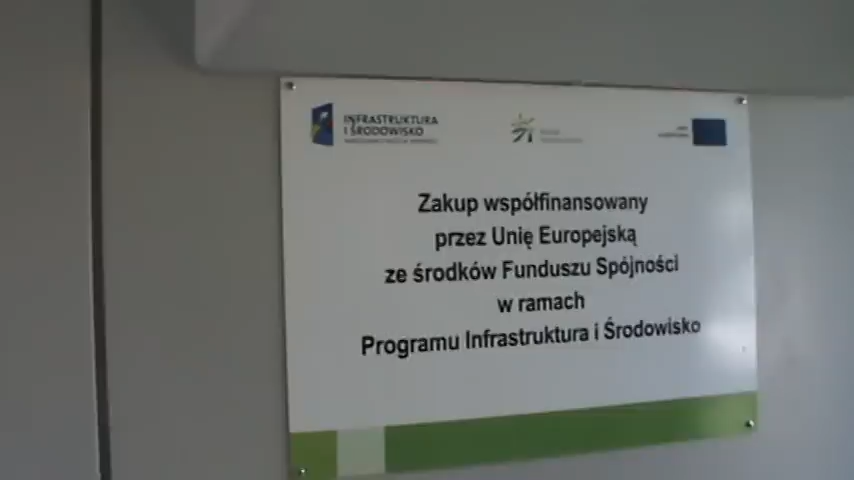 INFRASTRUKTURA
I ŚRODOWISKO
Zakup współfinansowany
przez Unię Europejską
ze środków Funduszu Spójności
w ramach
Programu Infrastruktura i Środowisko